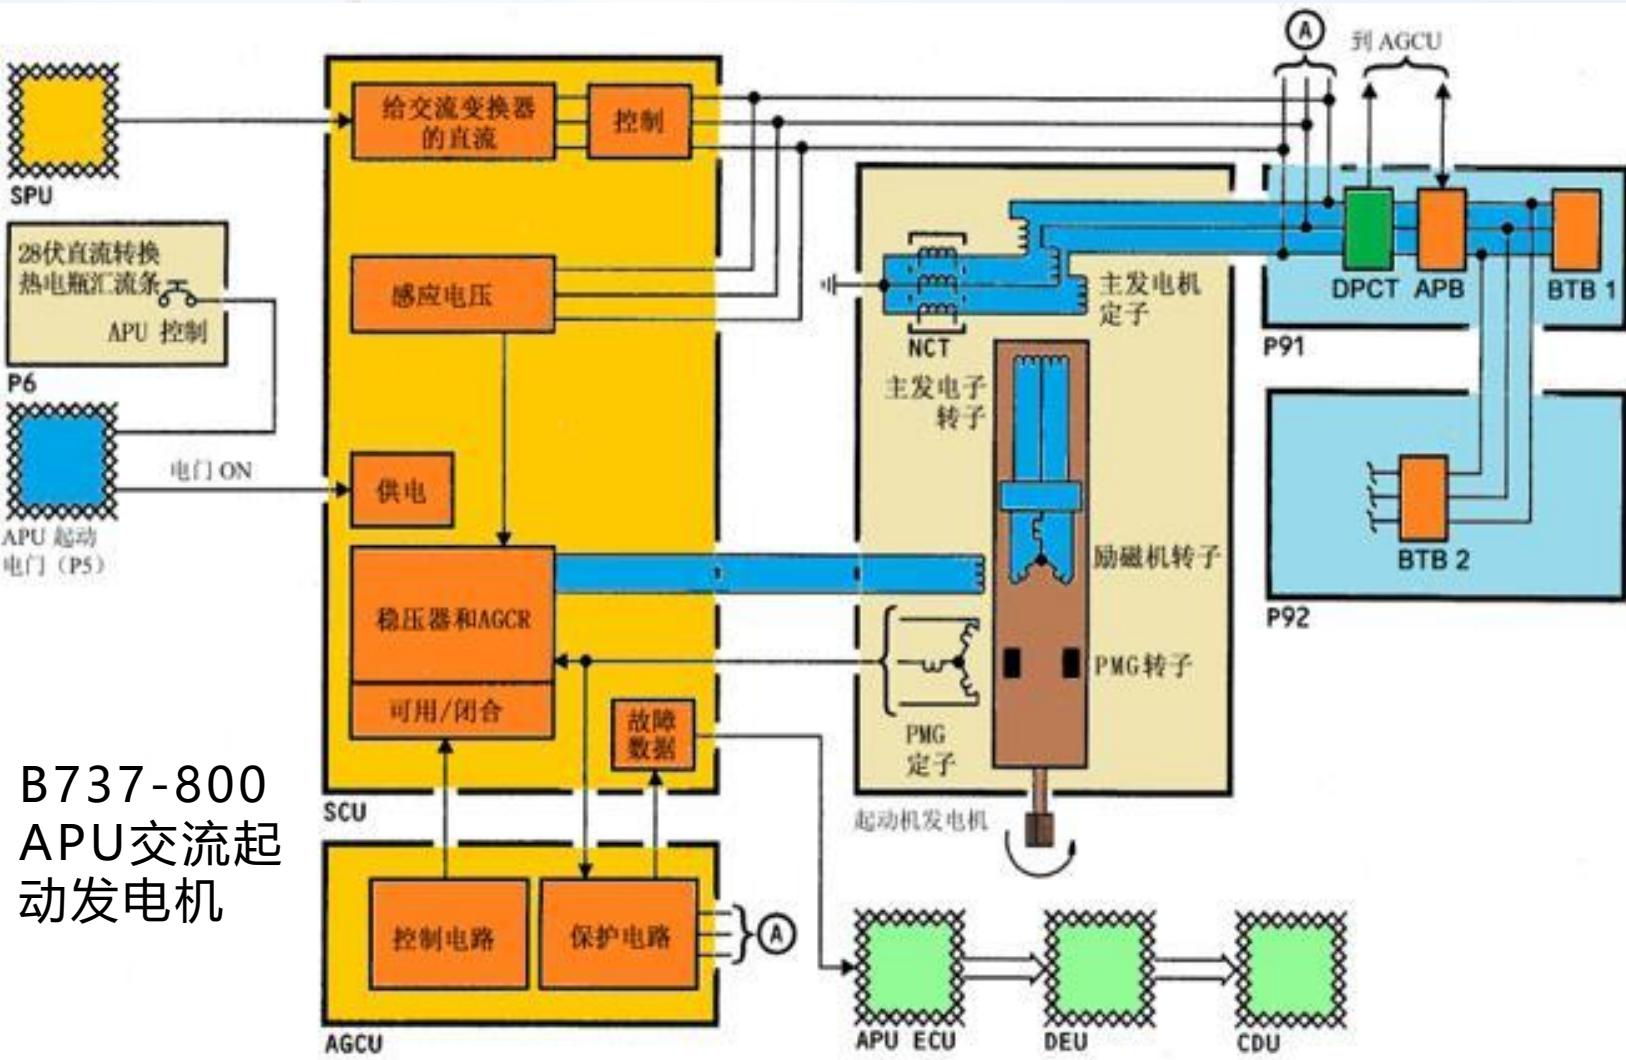 A
到 AGCU
给交流变换器
的直流
控制
SPU
28伏直流转换
热电瓶汇流条
APU 控制
P6
感应电压
NCT
主发电机
定子
DPCT
APB
BTB 1
P91
主发电子
转子
电门 ON
供电
APU 起动
电门（P5）
BTB 2
P92
励磁机转子
稳压器和AGCR
PMG转子
可用/闭合
故障
数据
PMG
定子
SCU
起动机发电机
B737-800
APU交流起
动发电机
控制电路
保护电路
A
AGCU
APU ECU
DEU
CDU